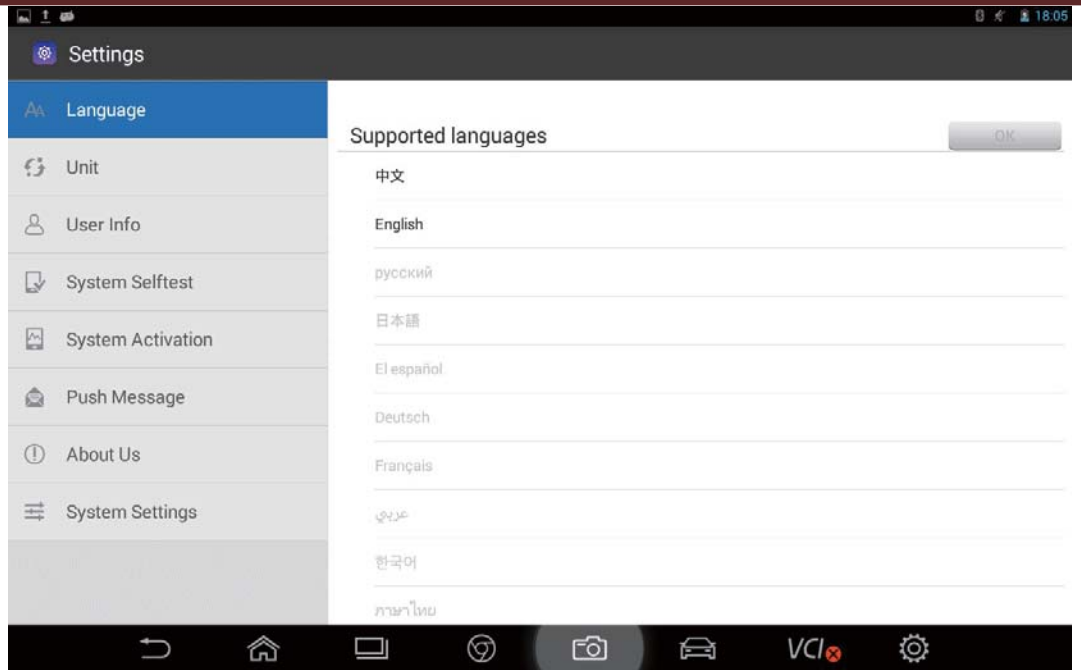 18:05
Settings
Language
Unit
User Info
System Selftest
System Activation
Push Message
About Us
System Settings
Supported languages
OK
中文
English
русский
日本語
El español
Deutsch
Français
عربي
한국어
ภาษาไทย
VCI